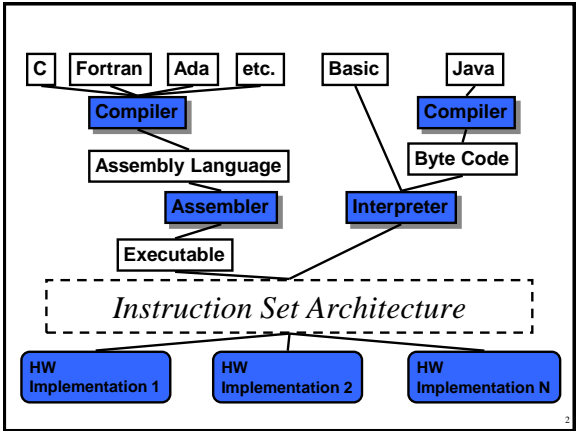 C
Fortran
Ada
etc.
Basic
Java
Compiler
Compiler
Assembly Language
Byte Code
Assembler
Interpreter
Executable
Instruction Set Architecture
HW
Implementation 1
HW
Implementation 2
HW
Implementation N
2